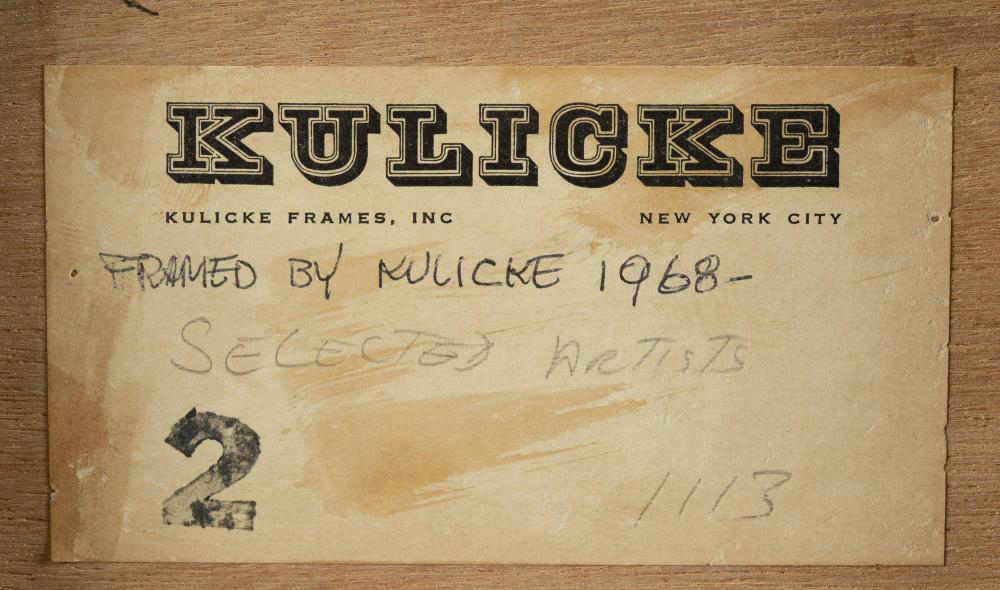 KULICKE
KULICKE FRAMES, INC NEW YORK CITY
FRAMED BY KULICKE 1968-
SELECTED ARTISTS
2
1113